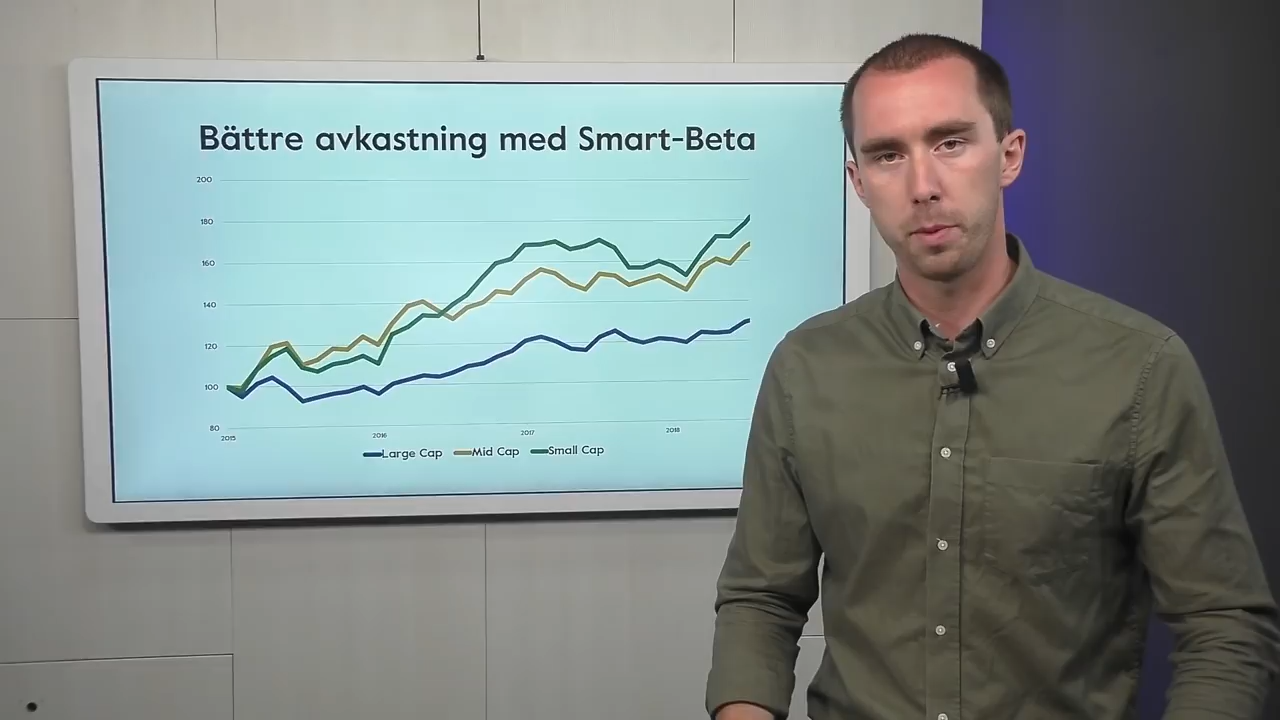 Bättre avkastning med Smart-Beta
200
180
160
140
120
100
80
2015 2016 2017 2018
Large Cap Mid Cap Small Cap